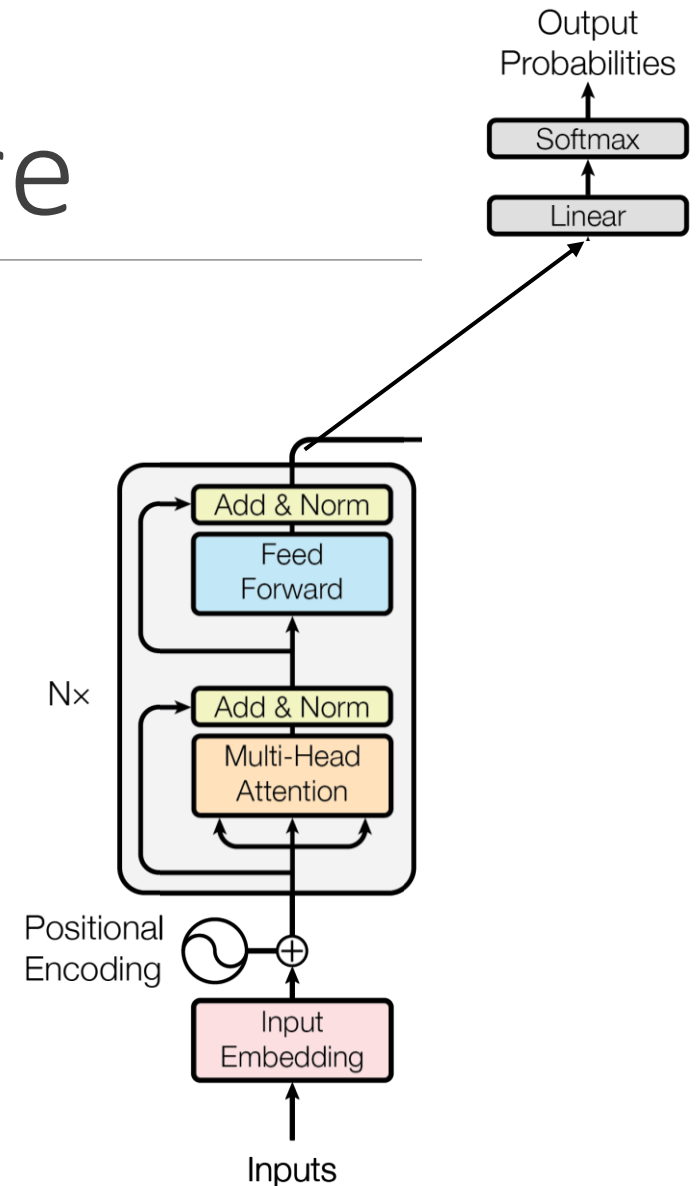 Output
Probabilities
re
Softmax
Linear
Add & Norm
Feed
Forward
N×
Add & Norm
Multi-Head
Attention
Positional
Encoding
Input
Embedding
Inputs